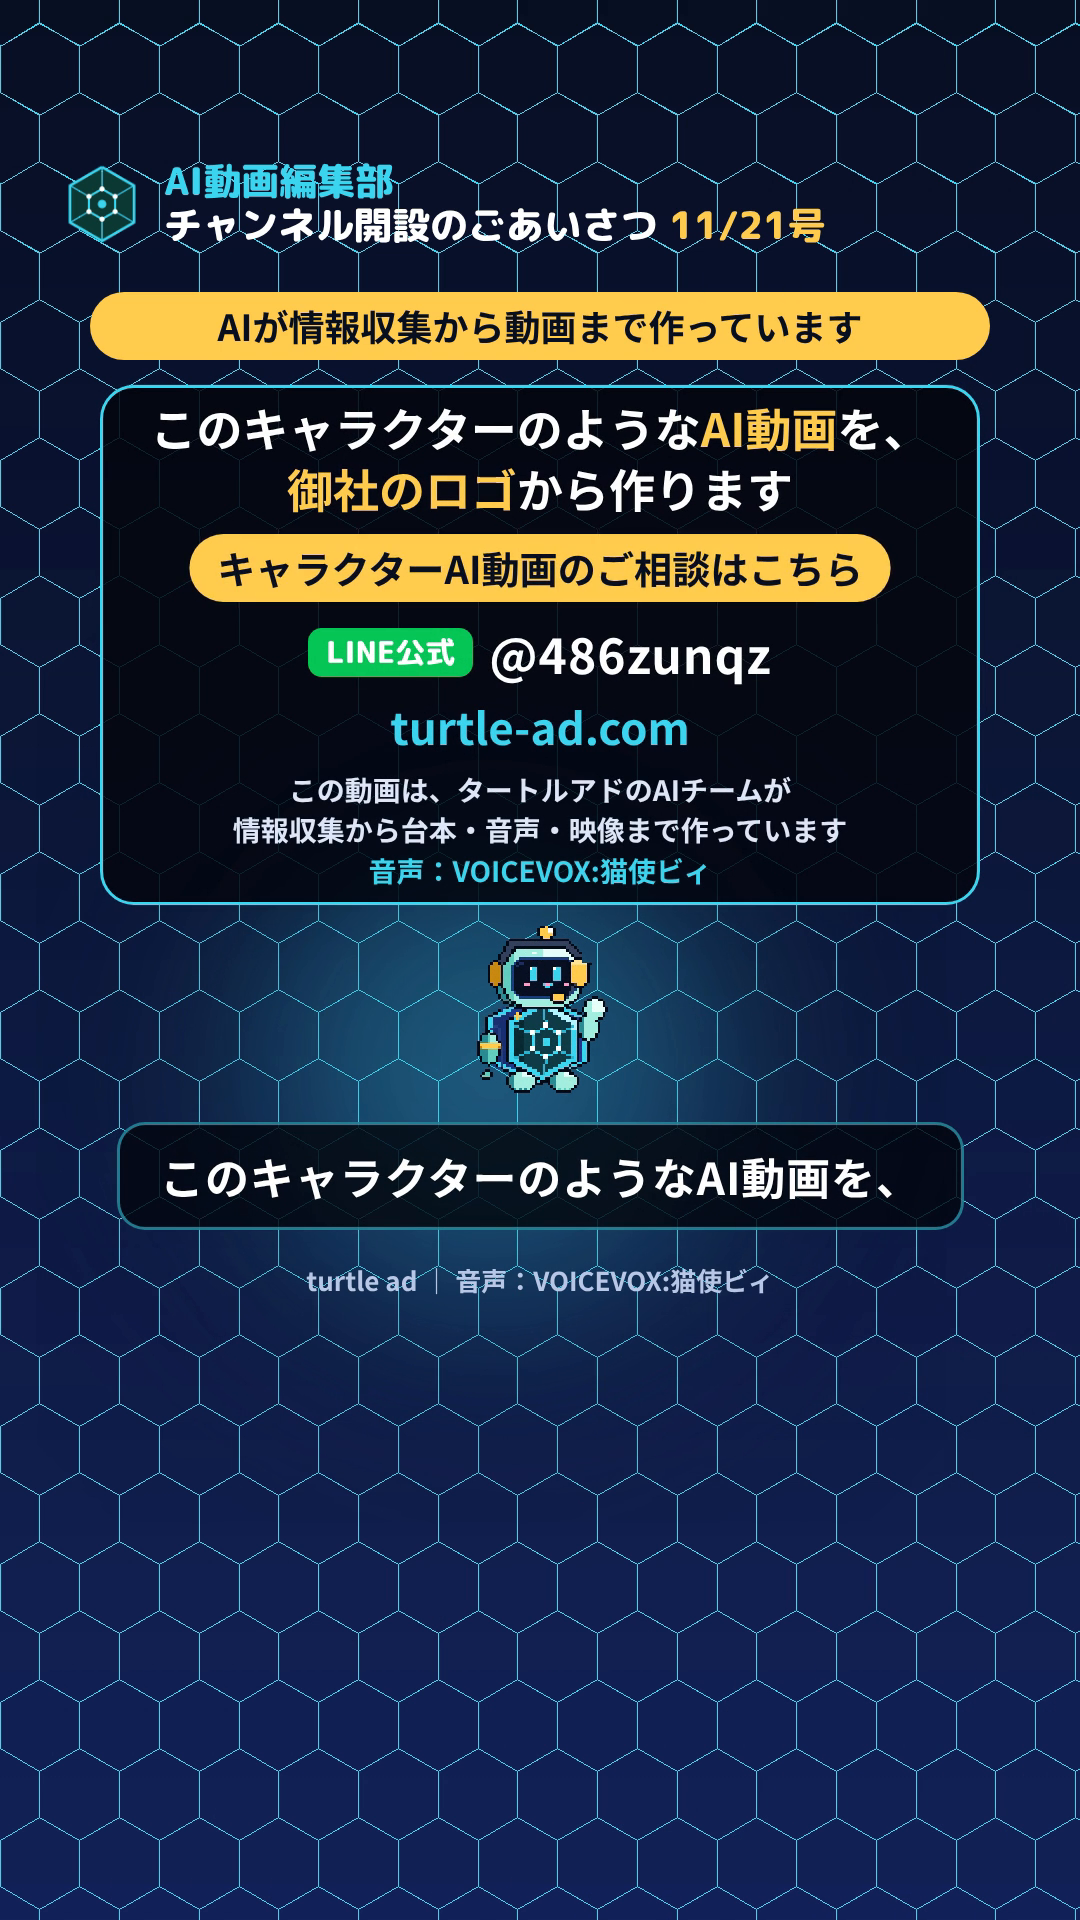 AI動画編集部
チャンネル開設のごあいさつ 11/21号
AIが情報収集から動画まで作っています
このキャラクターのようなAI動画を、
御社のロゴから作ります
キャラクターAI動画のご相談はこちら
LINE公式 @486zunqz
turtle-ad.com
この動画は、タートルアドのAIチームが
情報収集から台本・音声・映像まで作っています
音声：VOICEVOX:猫使ビィ
このキャラクターのようなAI動画を、
turtle ad ｜ 音声：VOICEVOX:猫使ビィ